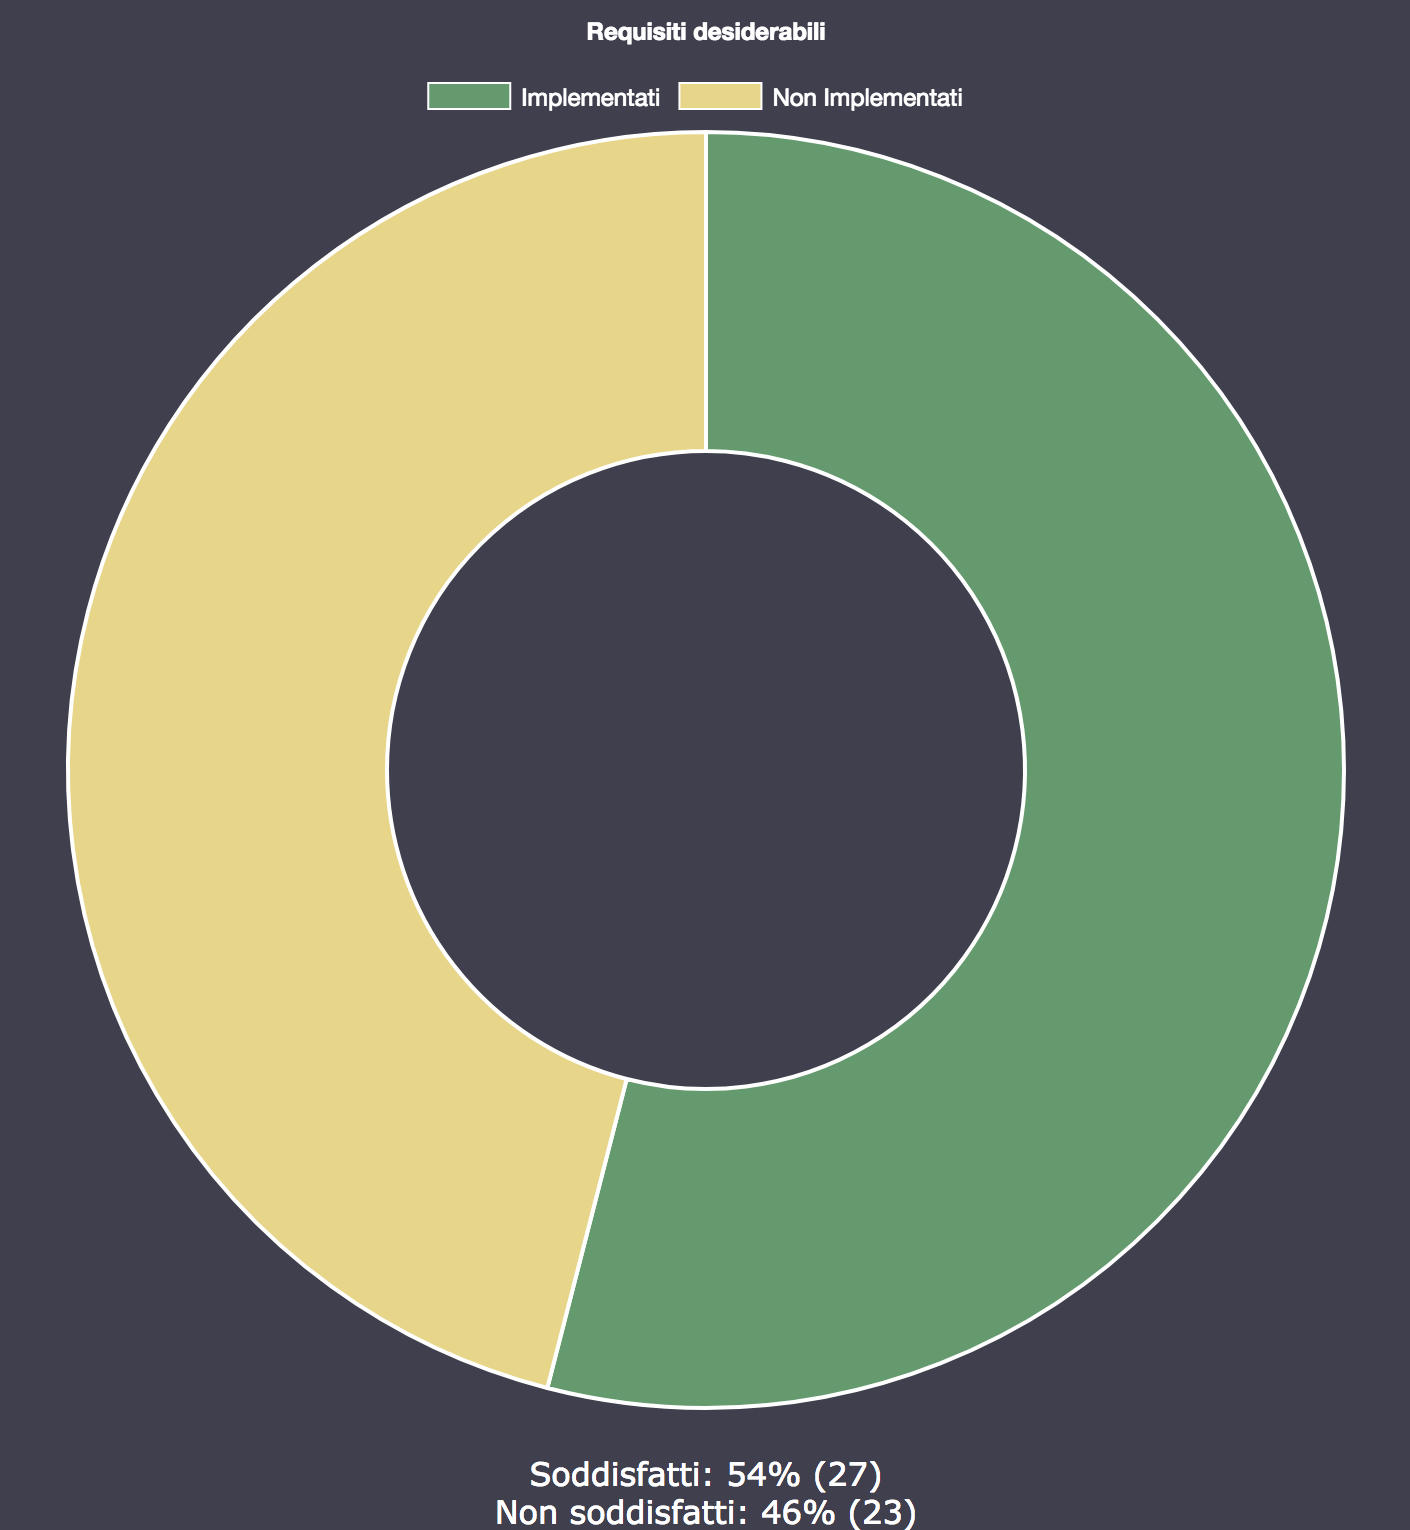 Requisiti desiderabili
Implementati Non Implementati
Soddisfatti: 54% (27)
Non soddisfatti: 46% (23)